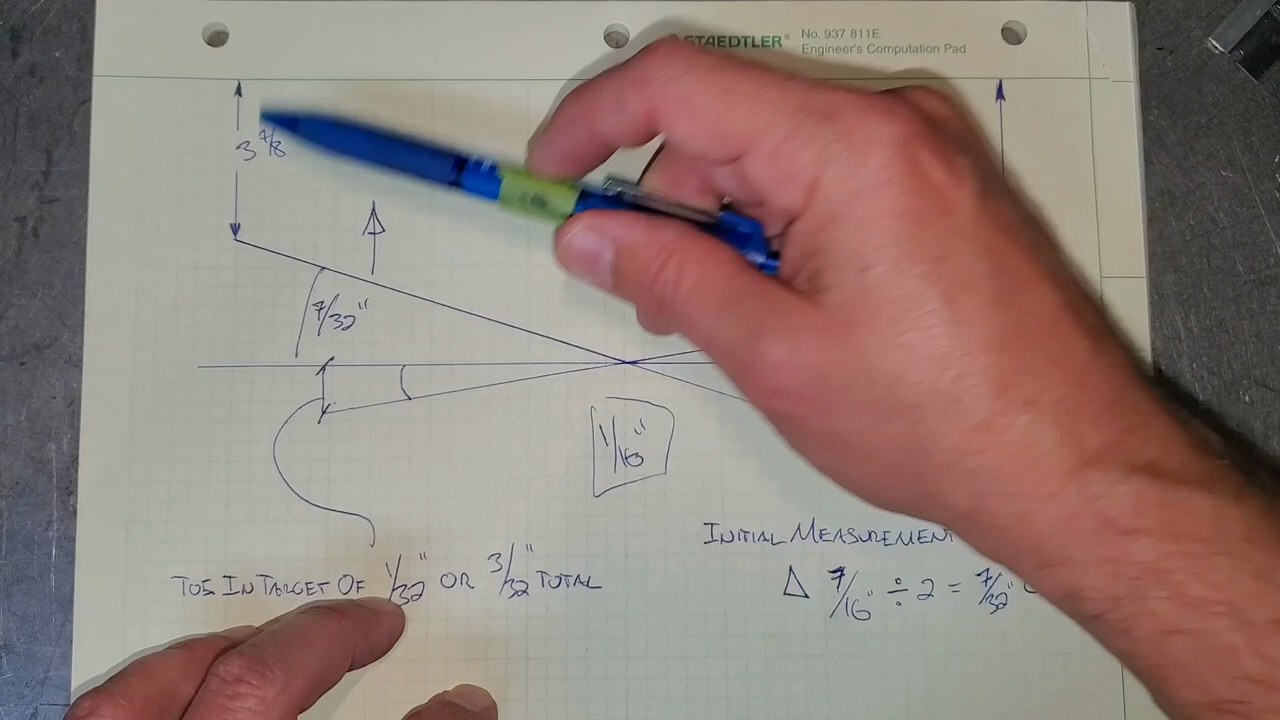 STAEDTLER® No. 937 811E
Engineer's Computation Pad
3 7/8
7/32"
1/16"
INITIAL MEASUREMENT
TOE IN TARGET OF 1/32" OR 3/32" TOTAL
Δ 7/16" ÷ 2 = 7/32"